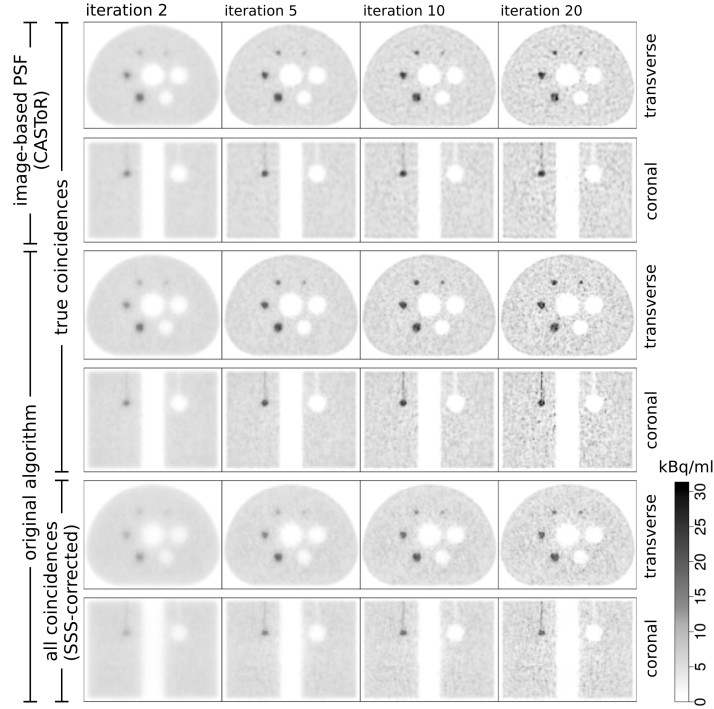 iteration 2
iteration 5
iteration 10
iteration 20
image-based PSF
(CASToR)
true coincidences
transverse
coronal
original algorithm
transverse
coronal
all coincidences
(SSS-corrected)
transverse
coronal
kBq/ml
30
25
20
15
10
5
0